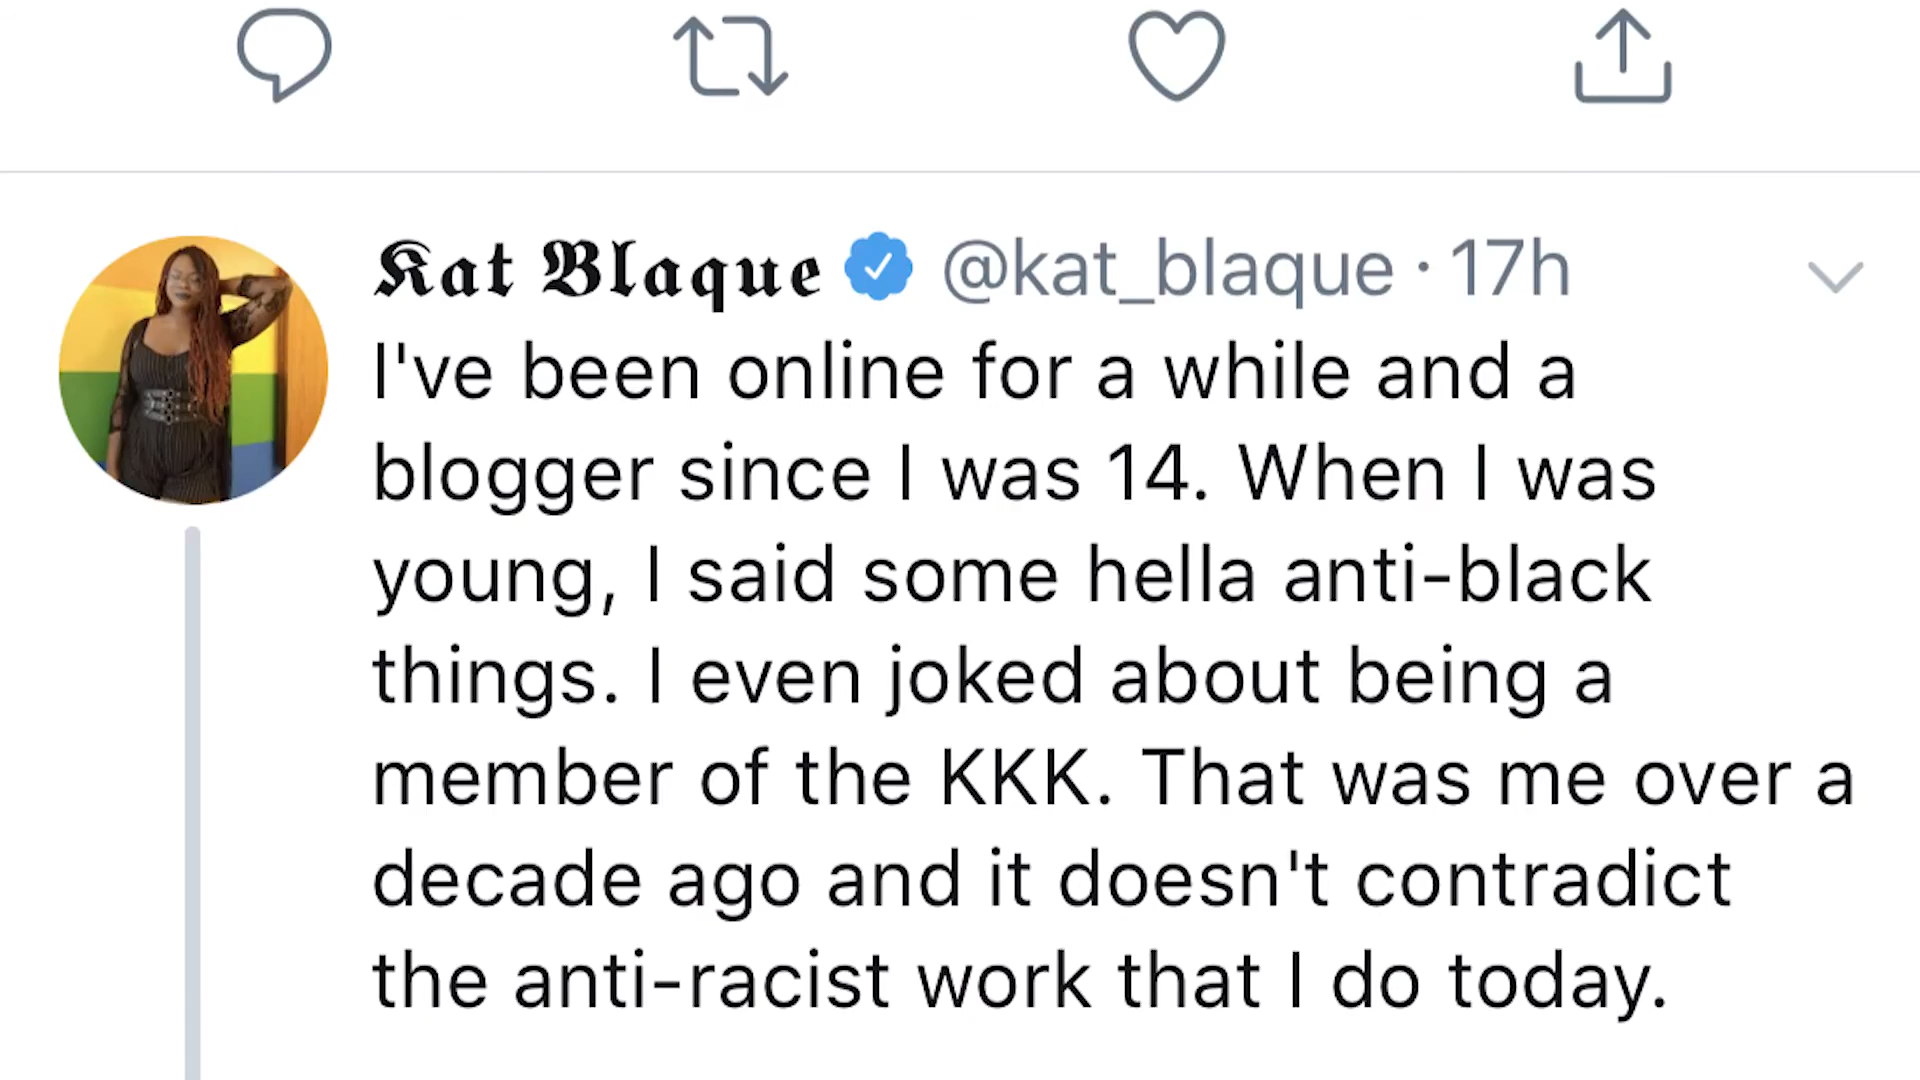 𝕶at 𝕭laque @kat_blaque · 17h
I've been online for a while and a
blogger since I was 14. When I was
young, I said some hella anti-black
things. I even joked about being a
member of the KKK. That was me over a
decade ago and it doesn't contradict
the anti-racist work that I do today.